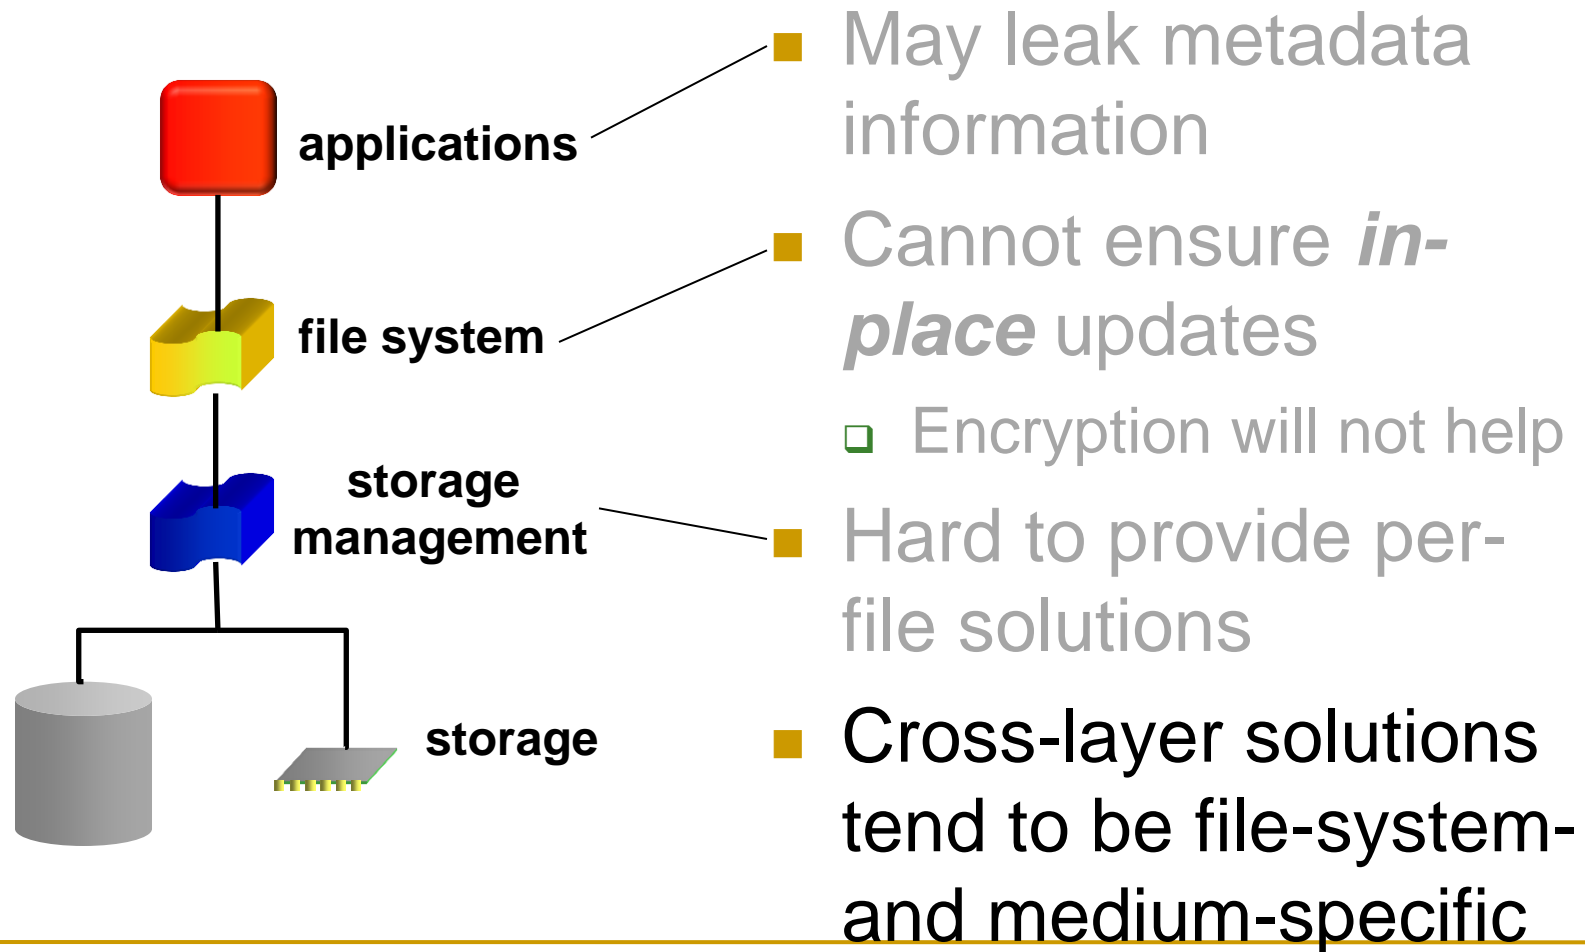 applications
file system
storage
management
storage
May leak metadata
information
Cannot ensure in-
place updates
Encryption will not help
Hard to provide per-
file solutions
Cross-layer solutions
tend to be file-system-
and medium-specific